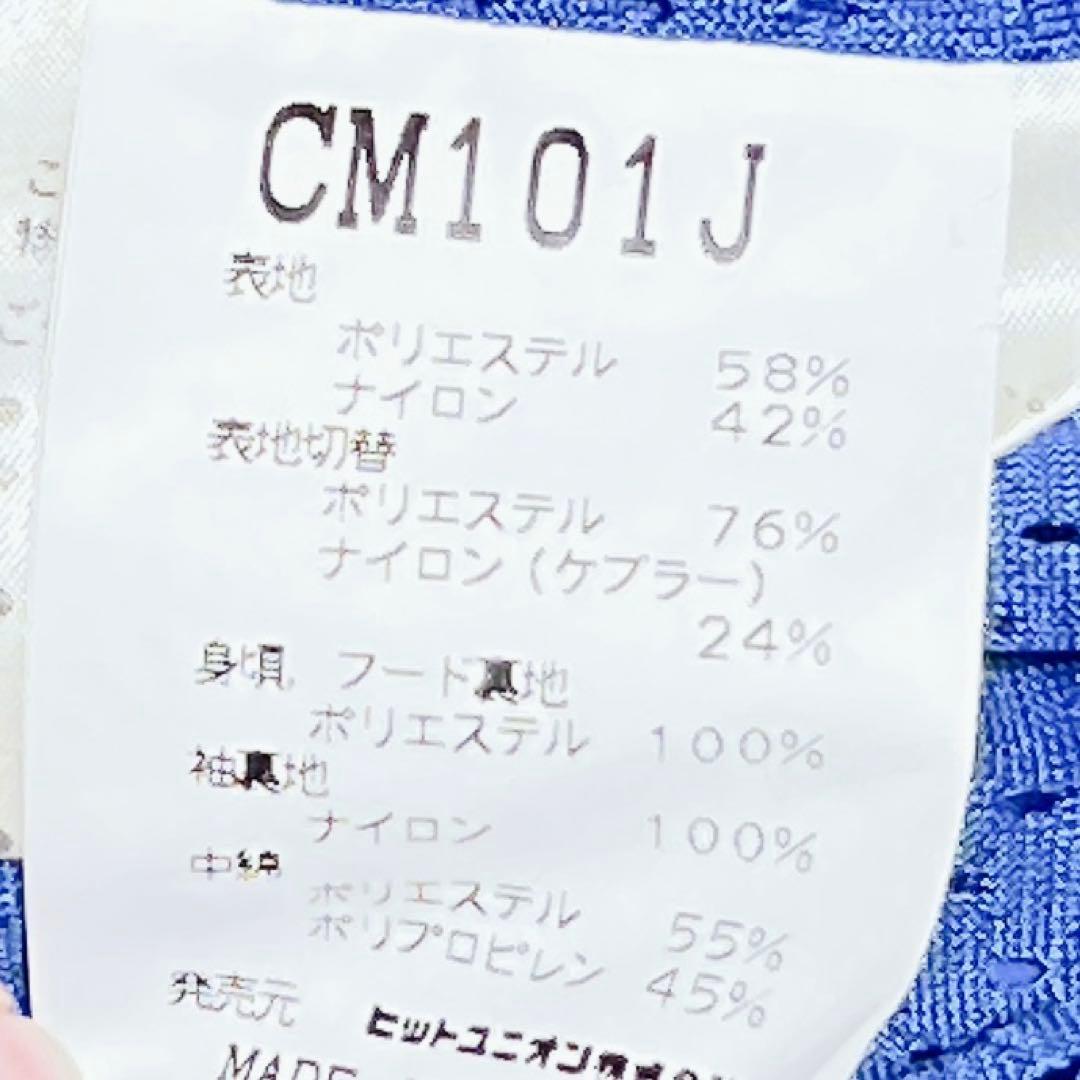 CM101J
表地
ポリエステル 58%
ナイロン 42%
表地切替
ポリエステル 76%
ナイロン(ケブラー)
24%
身頃，フード裏地
ポリエステル 100%
袖裏地
ナイロン 100%
中綿
ポリエステル 55%
ポリプロピレン 45%
発売元 ヒットユニオン株式会
MADE